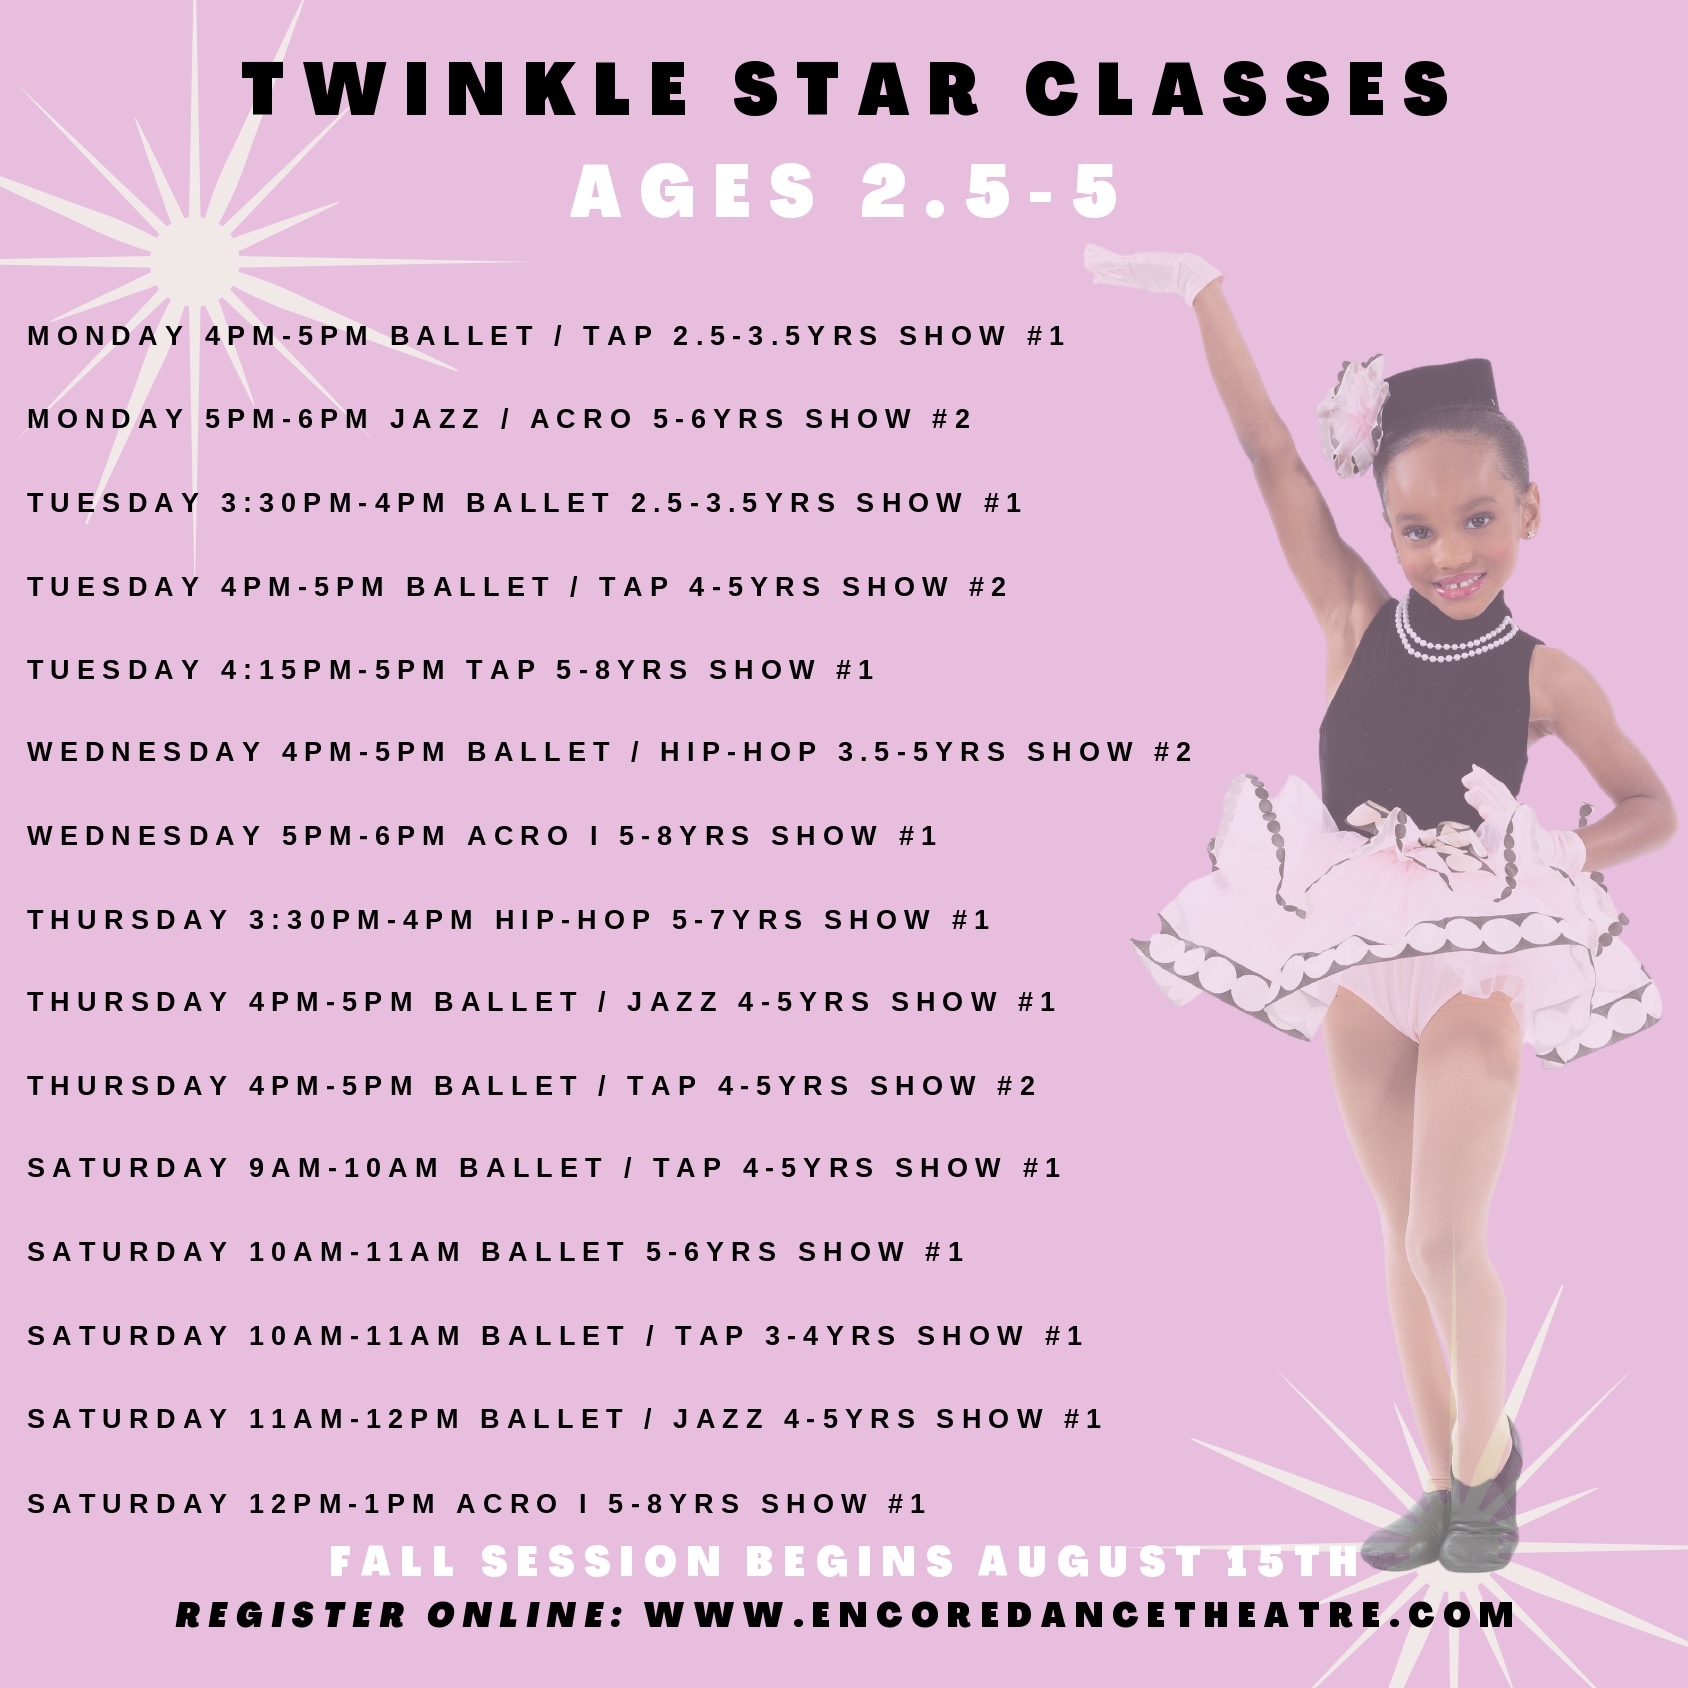 TWINKLE STAR CLASSES
AGES 2.5-5
MONDAY 4PM-5PM BALLET / TAP 2.5-3.5YRS SHOW #1
MONDAY 5PM-6PM JAZZ / ACRO 5-6YRS SHOW #2
TUESDAY 3:30PM-4PM BALLET 2.5-3.5YRS SHOW #1
TUESDAY 4PM-5PM BALLET / TAP 4-5YRS SHOW #2
TUESDAY 4:15PM-5PM TAP 5-8YRS SHOW #1
WEDNESDAY 4PM-5PM BALLET / HIP-HOP 3.5-5YRS SHOW #2
WEDNESDAY 5PM-6PM ACRO I 5-8YRS SHOW #1
THURSDAY 3:30PM-4PM HIP-HOP 5-7YRS SHOW #1
THURSDAY 4PM-5PM BALLET / JAZZ 4-5YRS SHOW #1
THURSDAY 4PM-5PM BALLET / TAP 4-5YRS SHOW #2
SATURDAY 9AM-10AM BALLET / TAP 4-5YRS SHOW #1
SATURDAY 10AM-11AM BALLET 5-6YRS SHOW #1
SATURDAY 10AM-11AM BALLET / TAP 3-4YRS SHOW #1
SATURDAY 11AM-12PM BALLET / JAZZ 4-5YRS SHOW #1
SATURDAY 12PM-1PM ACRO I 5-8YRS SHOW #1
FALL SESSION BEGINS AUGUST 15TH
REGISTER ONLINE: WWW.ENCOREDANCETHEATRE.COM